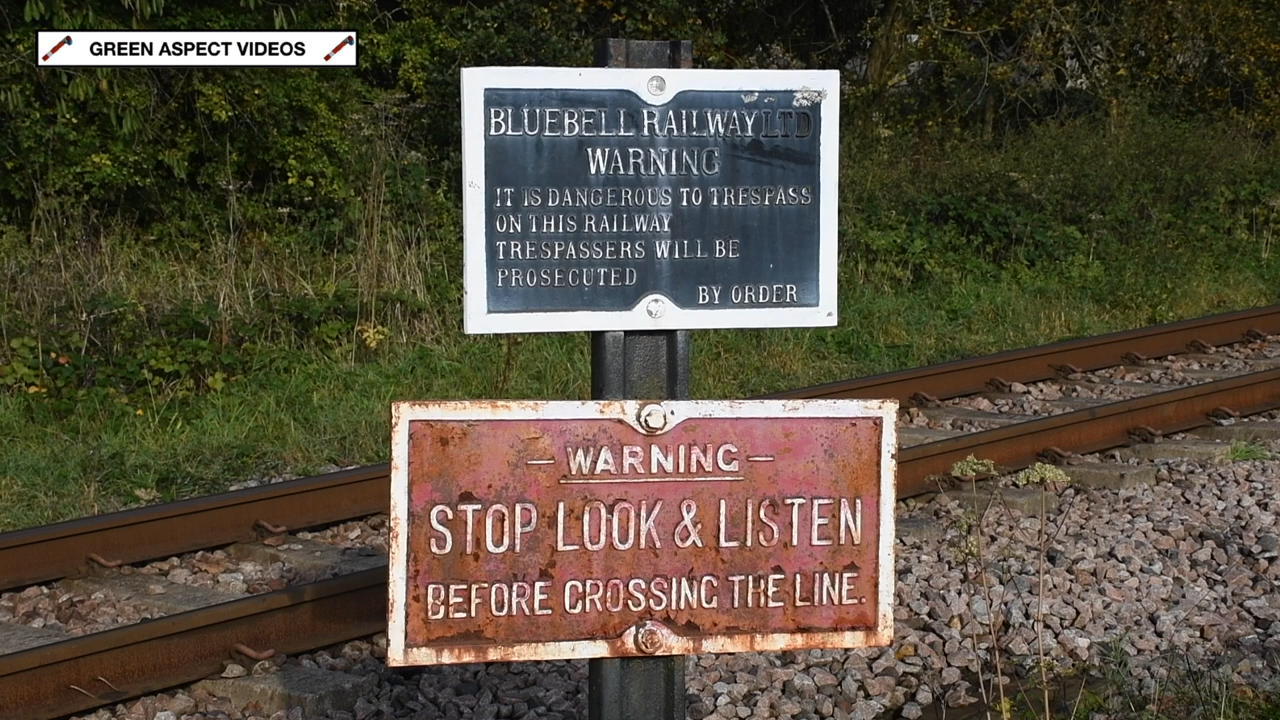 GREEN ASPECT VIDEOS
BLUEBELL RAILWAY LTD
WARNING
IT IS DANGEROUS TO TRESPASS
ON THIS RAILWAY
TRESPASSERS WILL BE
PROSECUTED
BY ORDER
— WARNING —
STOP LOOK & LISTEN
BEFORE CROSSING THE LINE.